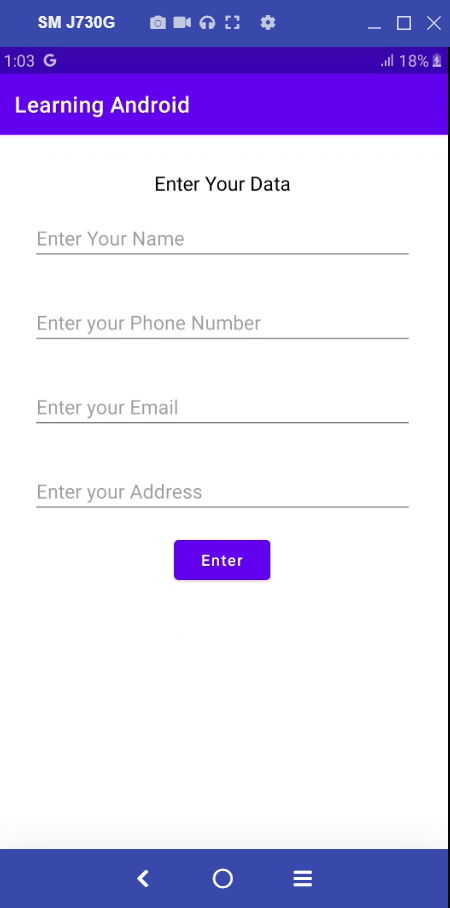 SM J730G
1:03 G 18%
Learning Android
Enter Your Data
Enter Your Name
Enter your Phone Number
Enter your Email
Enter your Address
Enter